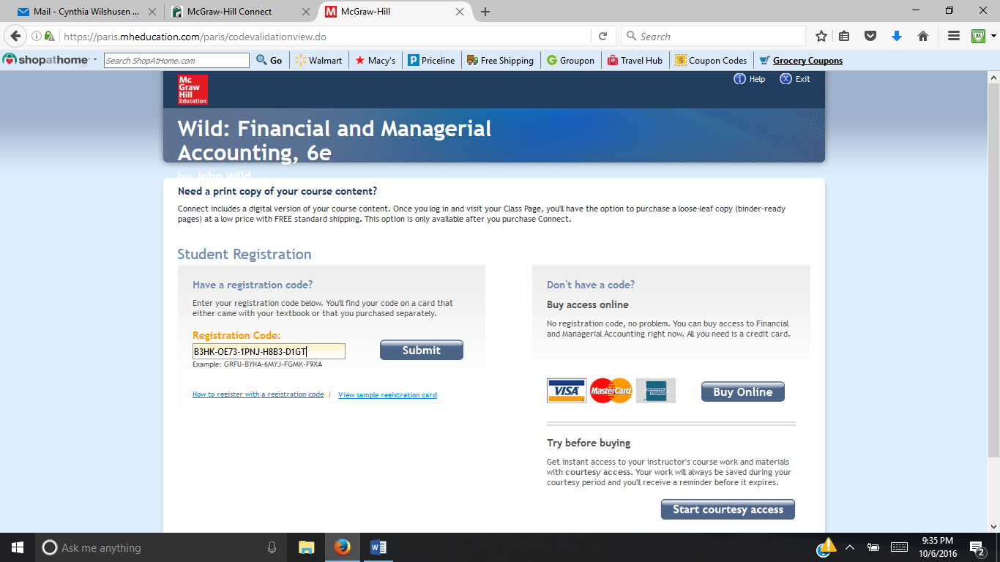 Mail - Cynthia Wilshusen ...
McGraw-Hill Connect
M McGraw-Hill
https://paris.mheducation.com/paris/codevalidationview.do
Search
shopathome
Search ShopAtHome.com
Go
Walmart
Macy's
P Priceline
Free Shipping
Groupon
Travel Hub
Coupon Codes
Grocery Coupons
Mc
Graw
Hill
Education
Help
Exit
Wild: Financial and Managerial
Accounting, 6e
by John Wild
Need a print copy of your course content?
Connect includes a digital version of your course content. Once you log in and visit your Class Page, you'll have the option to purchase a loose-leaf copy (binder-ready
pages) at a low price with FREE standard shipping. This option is only available after you purchase Connect.
Student Registration
Have a registration code?
Enter your registration code below. You'll find your code on a card that
either came with your textbook or that you purchased separately.
Registration Code:
B3HK-OE73-1PNJ-H8B3-D1GT
Submit
Example: GRFU-BYHA-6MYJ-FGMK-F9XA
How to register with a registration code | View sample registration card
Don't have a code?
Buy access online
No registration code, no problem. You can buy access to Financial
and Managerial Accounting right now. All you need is a credit card.
VISA
MasterCard
AMERICAN EXPRESS
Buy Online
Try before buying
Get instant access to your instructor's course work and materials
with courtesy access. Your work will always be saved during your
courtesy period and you'll receive a reminder before it expires.
Start courtesy access
Ask me anything
9:35 PM
10/6/2016
2